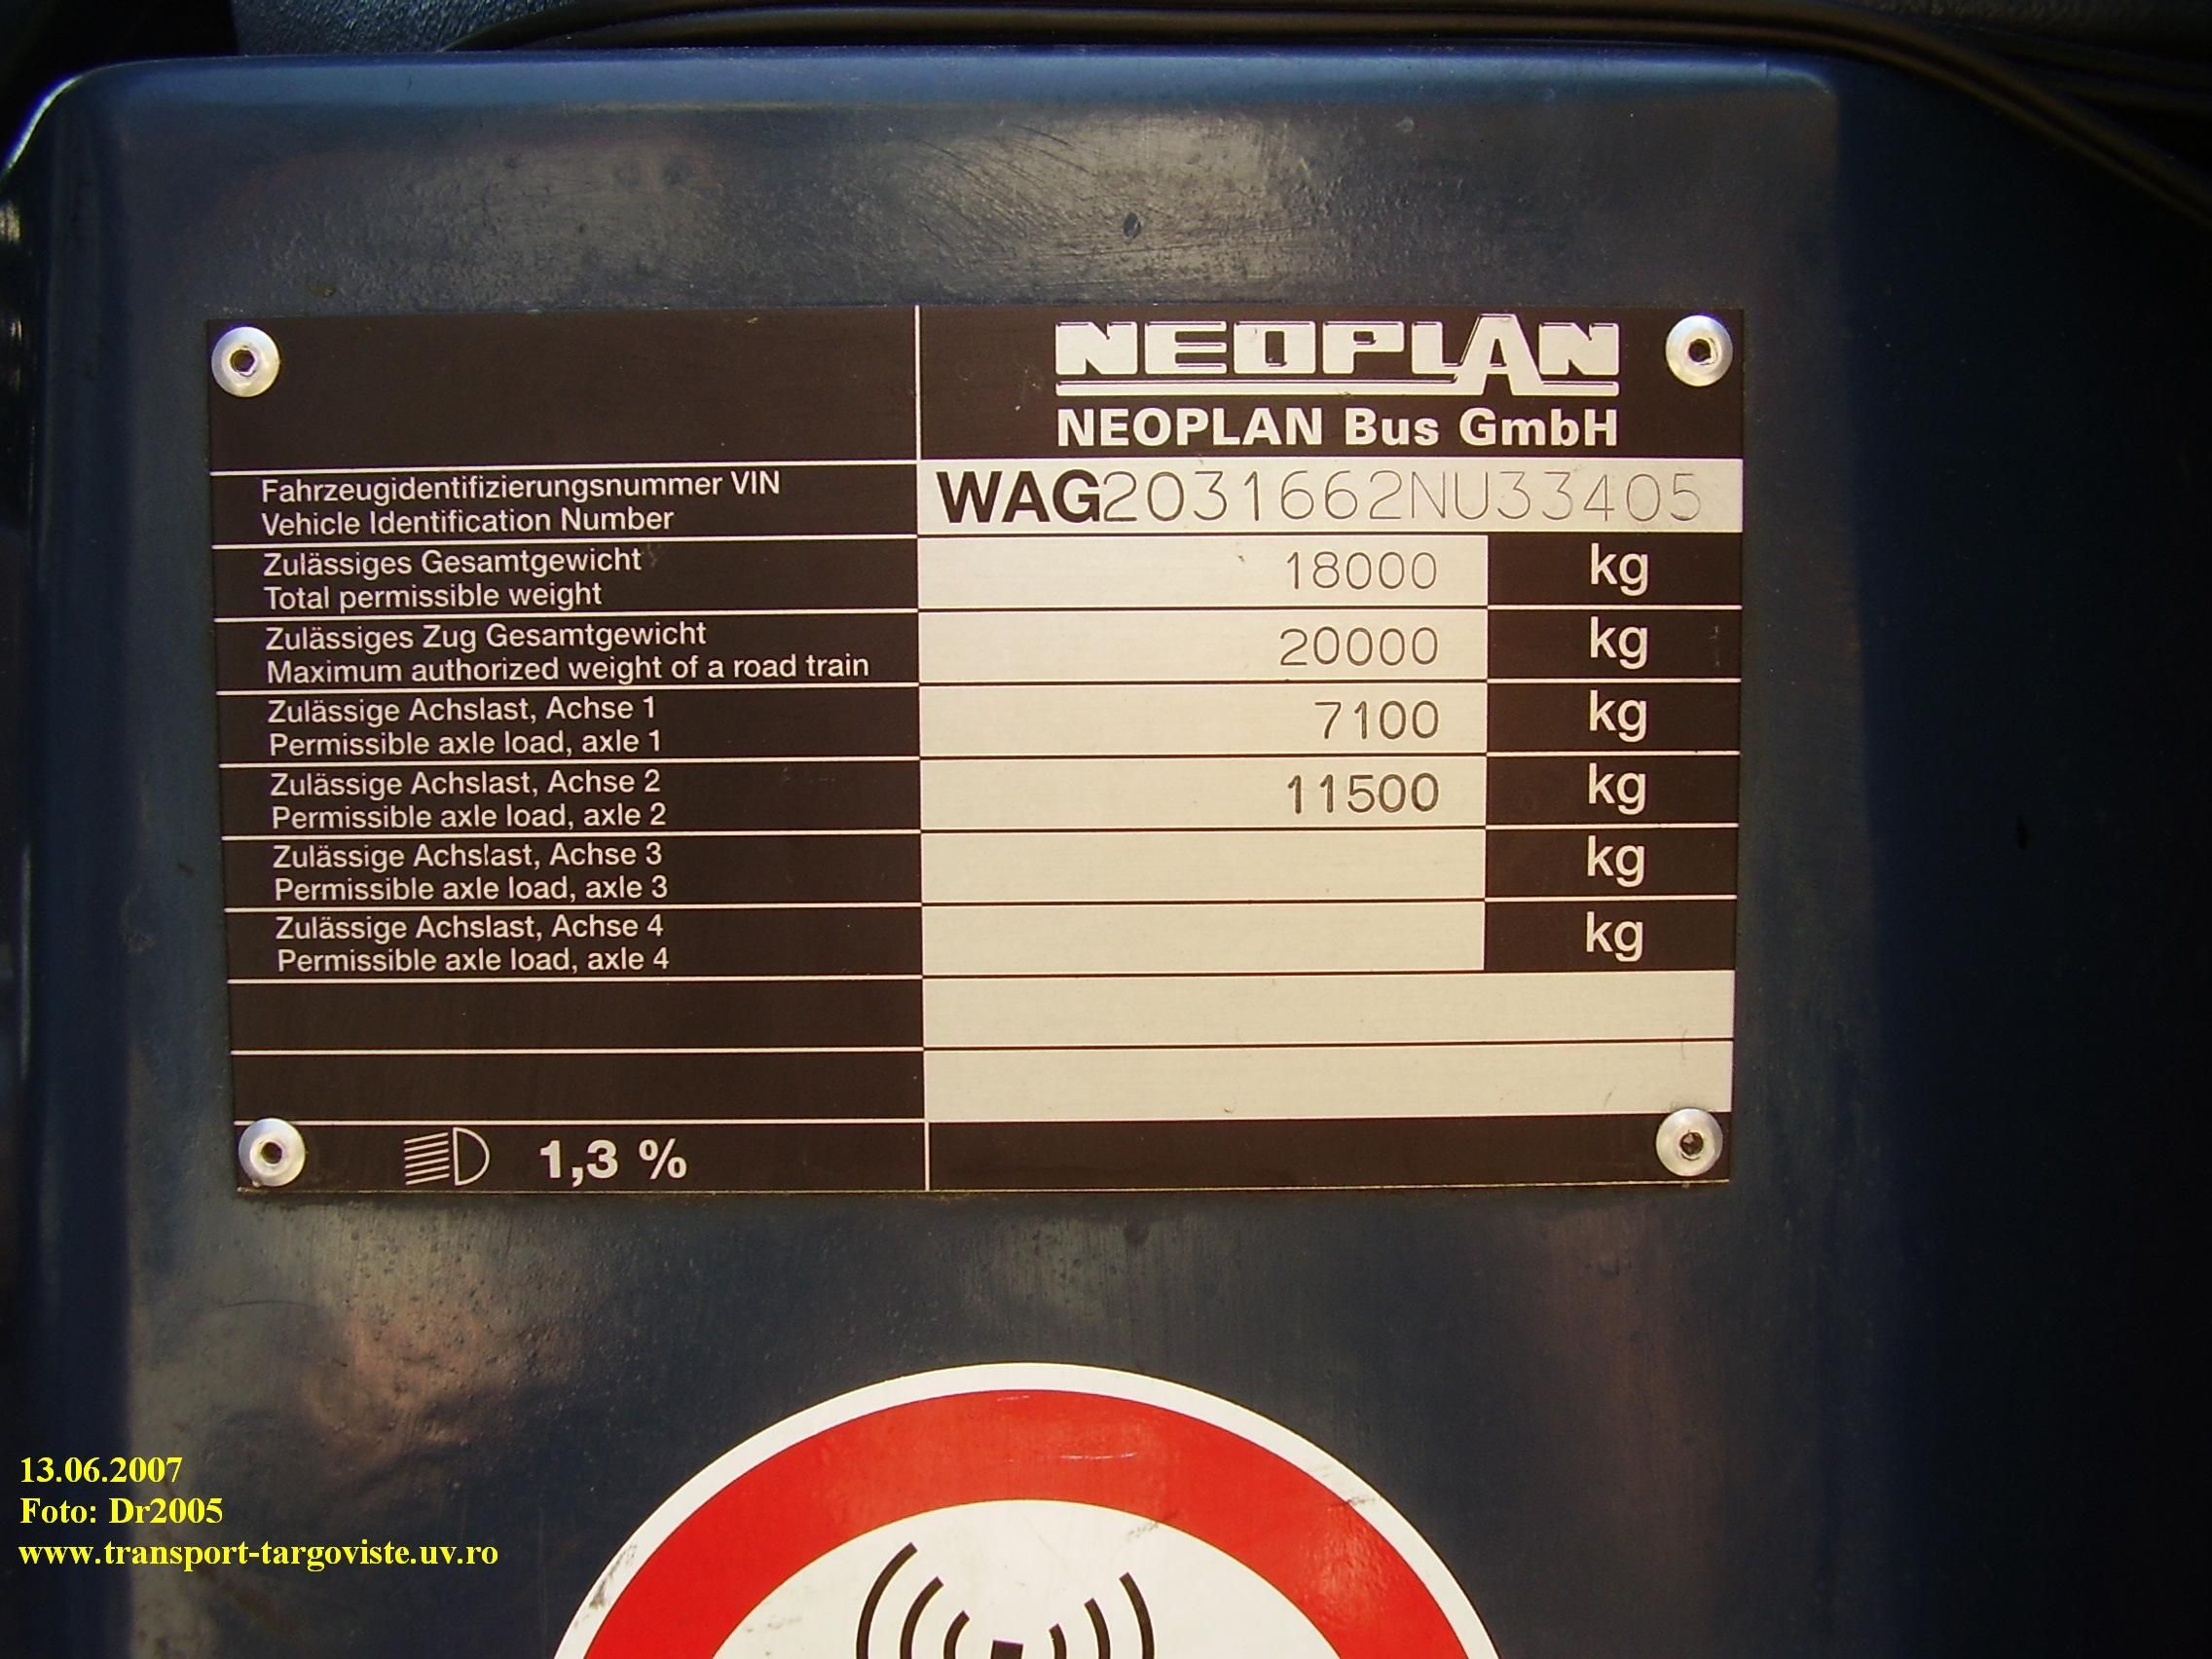 NEOPLAN
NEOPLAN Bus GmbH
Fahrzeugidentifizierungsnummer VIN
Vehicle Identification Number
WAG2031662NU33405
Zulässiges Gesamtgewicht
Total permissible weight
18000 kg
Zulässiges Zug Gesamtgewicht
Maximum authorized weight of a road train
20000 kg
Zulässige Achslast, Achse 1
Permissible axle load, axle 1
7100 kg
Zulässige Achslast, Achse 2
Permissible axle load, axle 2
11500 kg
Zulässige Achslast, Achse 3
Permissible axle load, axle 3
kg
Zulässige Achslast, Achse 4
Permissible axle load, axle 4
kg
1,3 %
13.06.2007
Foto: Dr2005
www.transport-targoviste.uv.ro